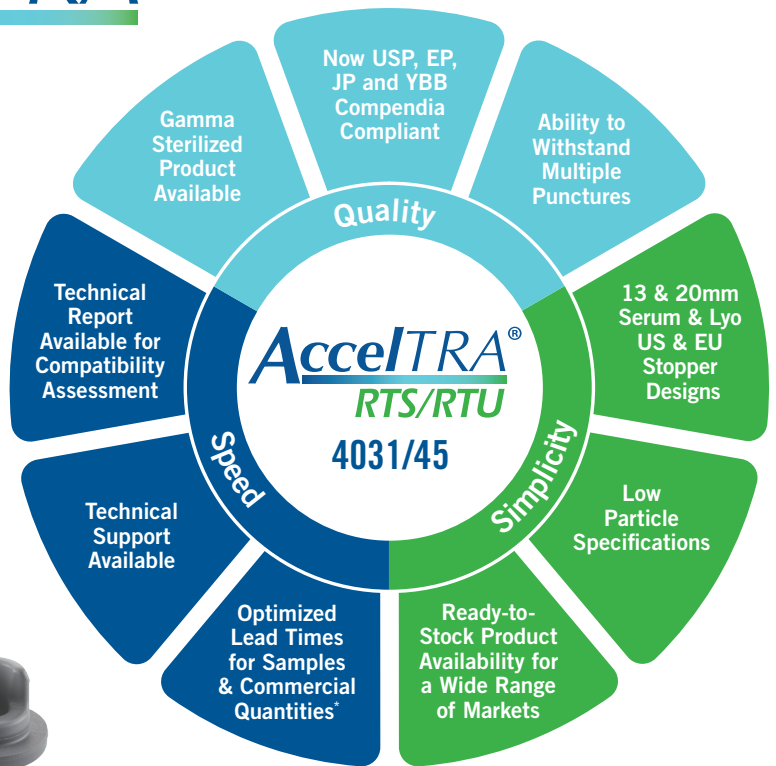 Now USP, EP,
JP and YBB
Compendia
Compliant
Gamma
Sterilized
Product
Available
Ability to
Withstand
Multiple
Punctures
Quality
Technical
Report
Available for
Compatibility
Assessment
13 & 20mm
Serum & Lyo
US & EU
Stopper
Designs
AccelTRA®
RTS/RTU
4031/45
Speed
Simplicity
Technical
Support
Available
Low
Particle
Specifications
Optimized
Lead Times
for Samples
& Commercial
Quantities*
Ready-to-
Stock Product
Availability for
a Wide Range
of Markets